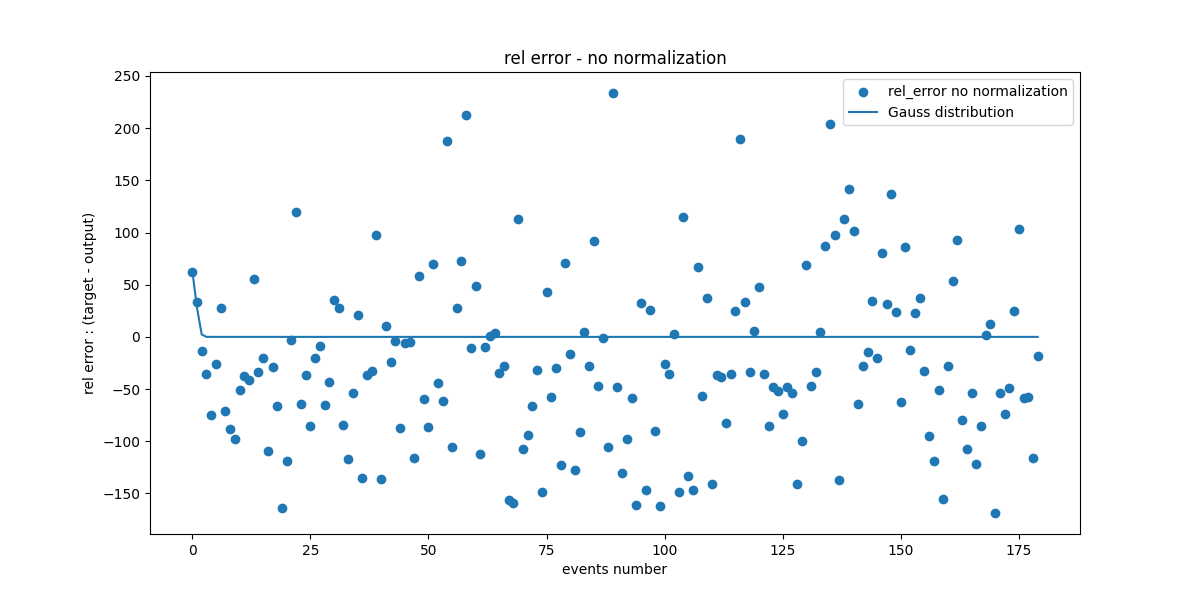 rel error - no normalization
rel_error no normalization
Gauss distribution
rel error : (target - output)
250
200
150
100
50
0
−50
−100
−150
0 25 50 75 100 125 150 175
events number